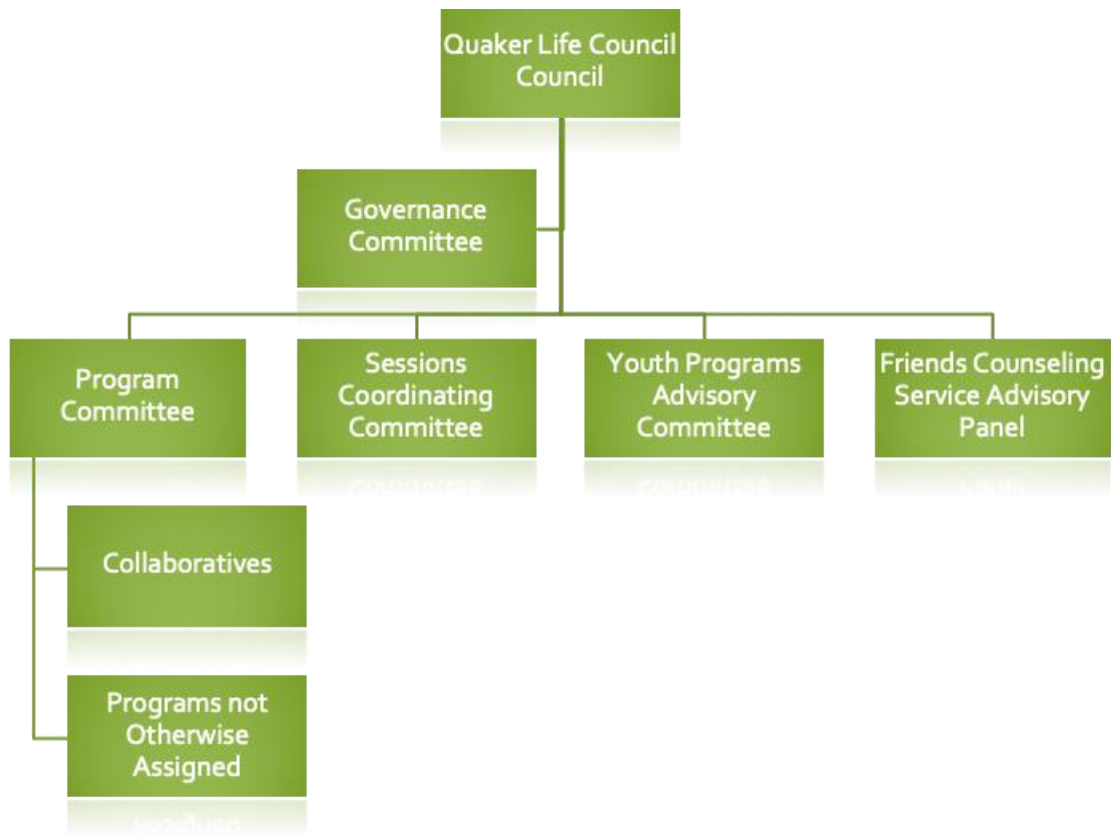 Quaker Life Council
Council
Governance
Committee
Program
Committee
Sessions
Coordinating
Committee
Youth Programs
Advisory
Committee
Friends Counseling
Service Advisory
Panel
Collaboratives
Programs not
Otherwise
Assigned